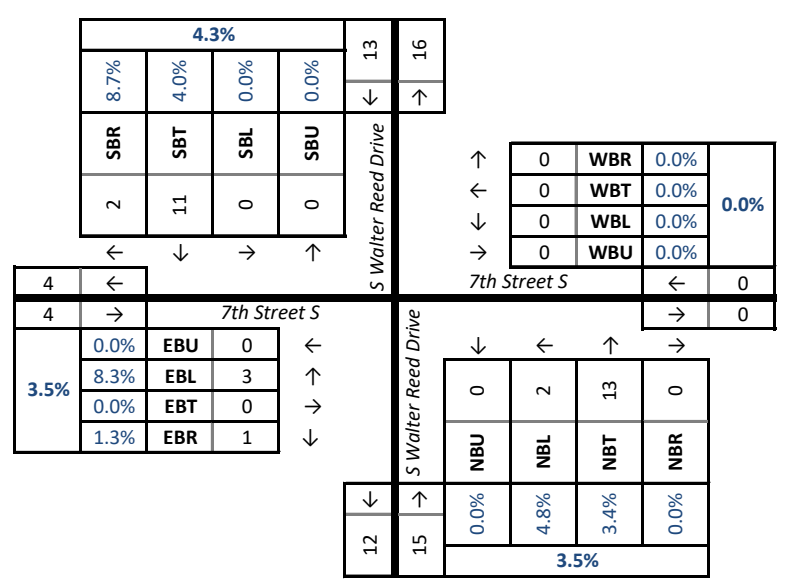 4.3%
13 16
8.7% 4.0% 0.0% 0.0%
↓ ↑
SBR SBT SBL SBU
2 11 0 0
← ↓ → ↑
S Walter Reed Drive
↑ 0 WBR 0.0%
← 0 WBT 0.0%
↓ 0 WBL 0.0%
→ 0 WBU 0.0%
0.0%
4 ←
7th Street S
← 0
4 →
7th Street S
→ 0
3.5%
0.0% EBU 0 ←
8.3% EBL 3 ↑
0.0% EBT 0 →
1.3% EBR 1 ↓
S Walter Reed Drive
↓ ← ↑ →
0 2 13 0
NBU NBL NBT NBR
↓ ↑
0.0% 4.8% 3.4% 0.0%
12 15
3.5%